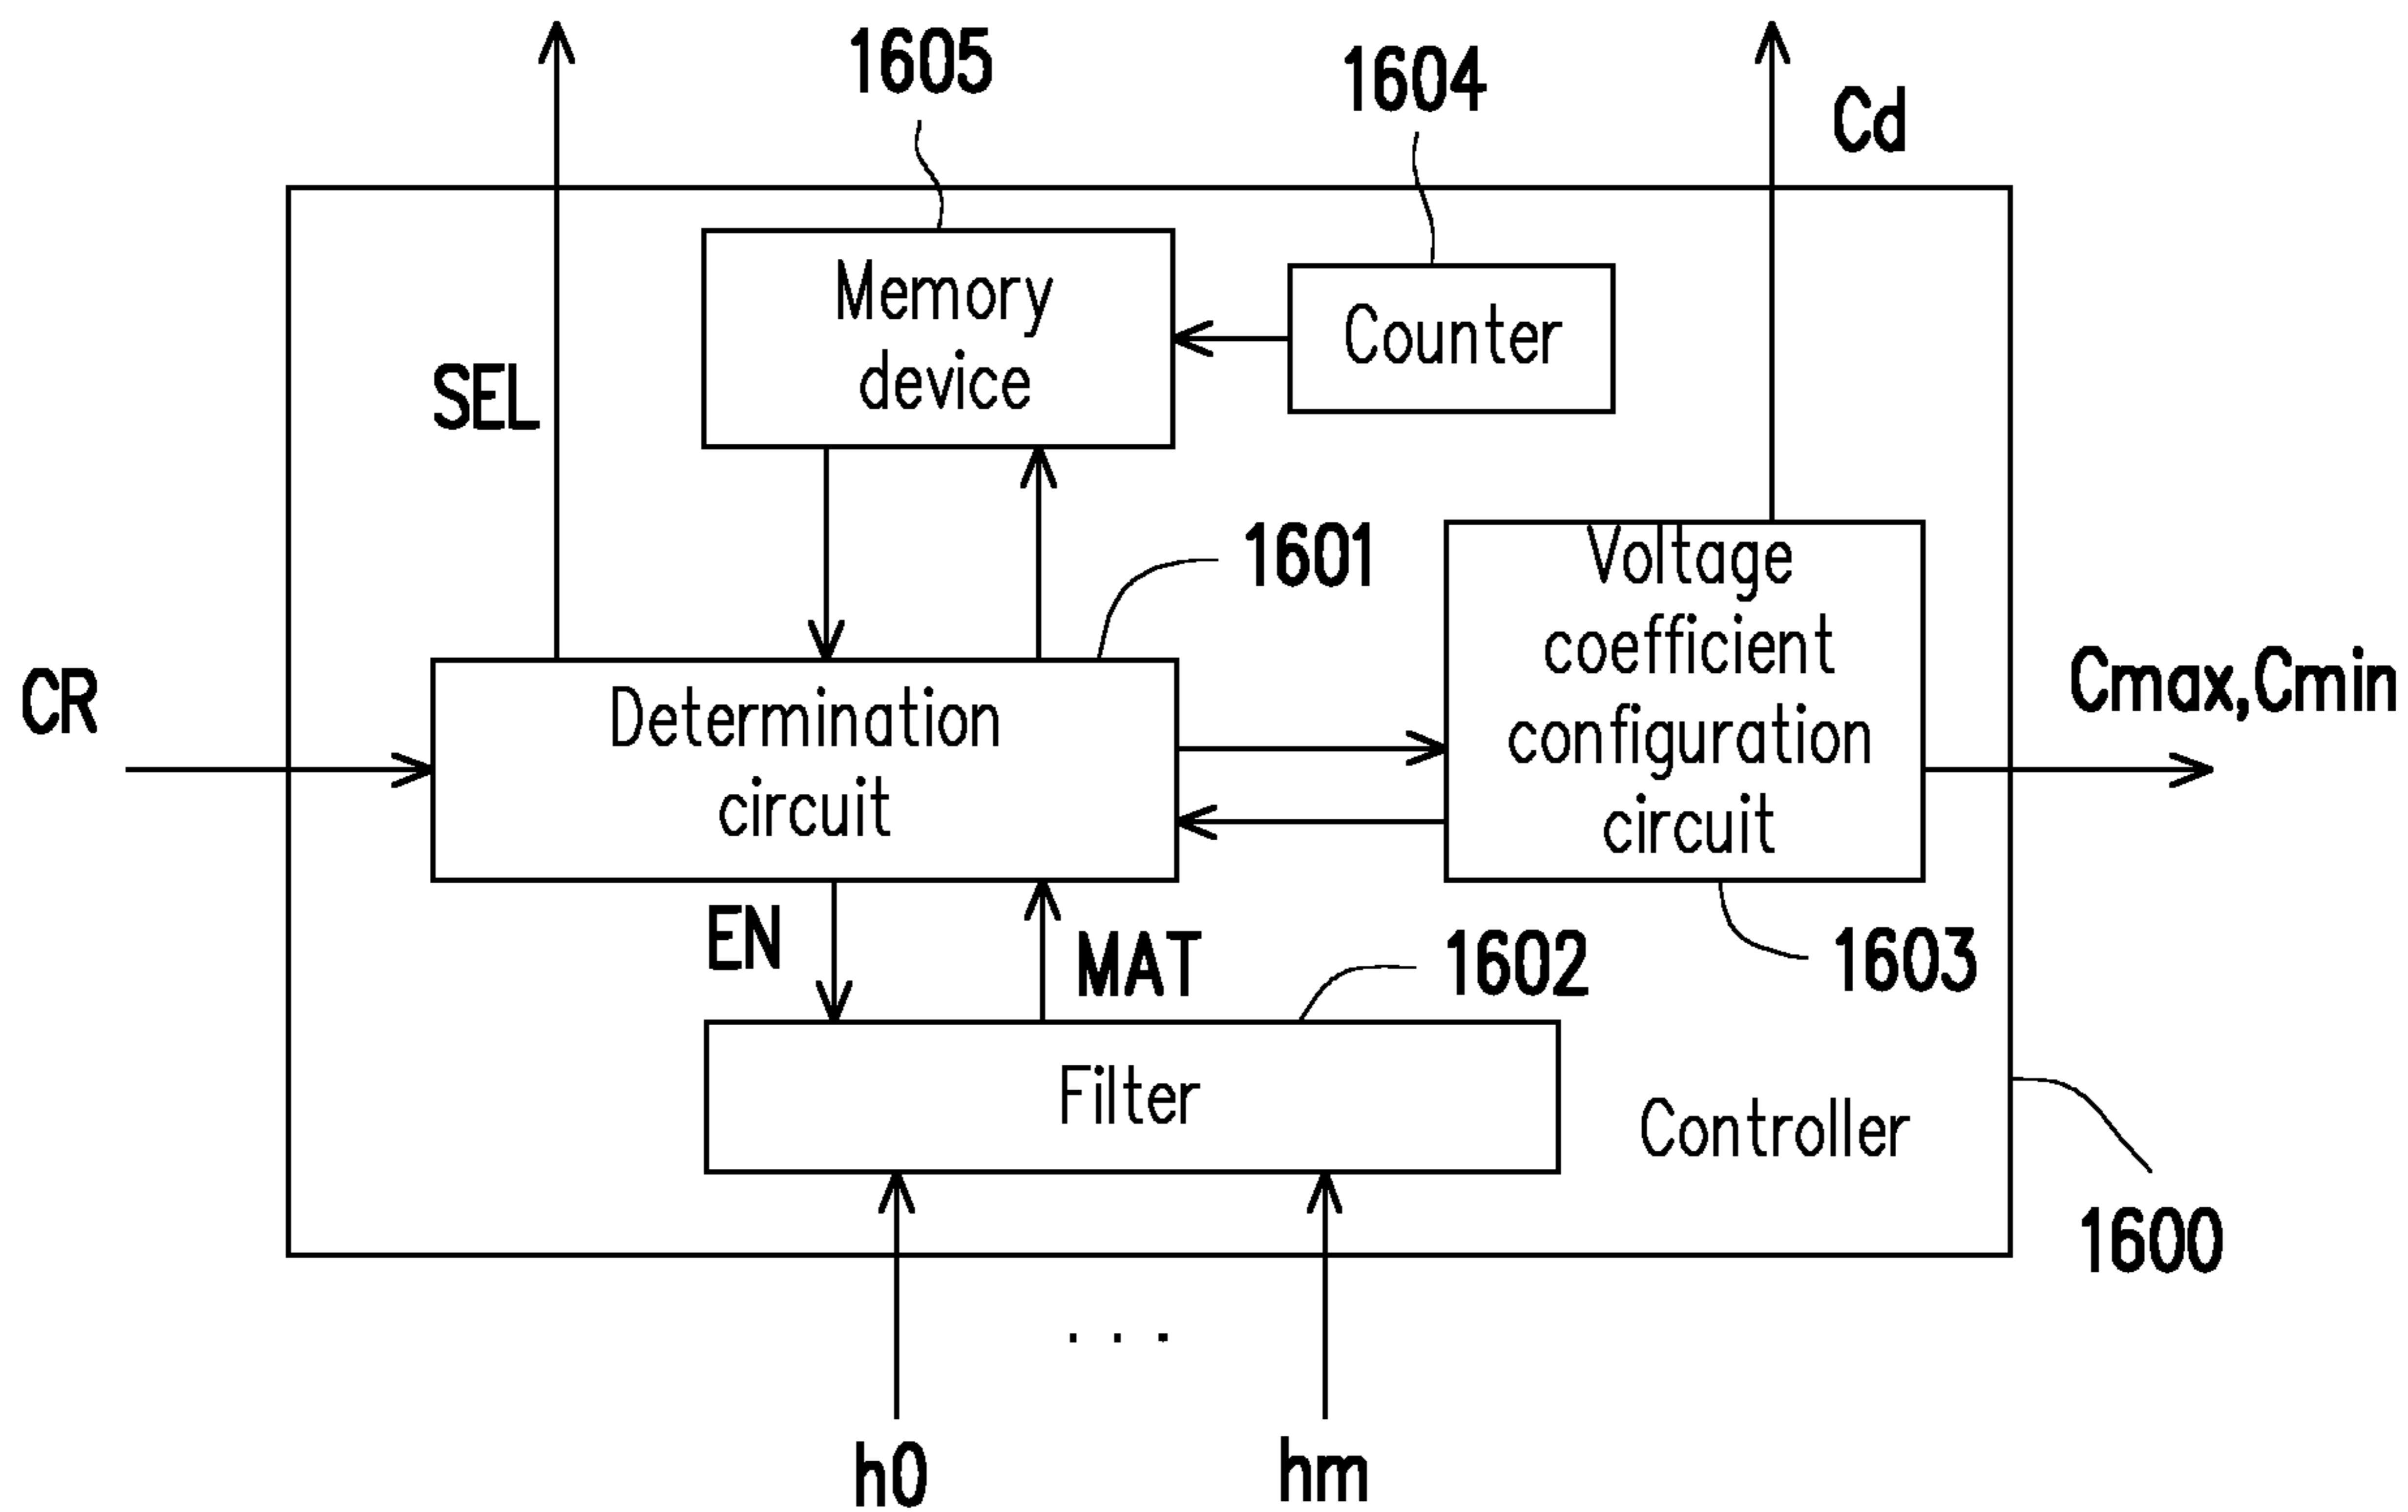 1605
1604
Cd
Memory
device
Counter
SEL
1601
Voltage
coefficient
configuration
circuit
CR
Determination
circuit
Cmax,Cmin
EN
MAT
1602
1603
Filter
Controller
1600
. . .
h0
hm